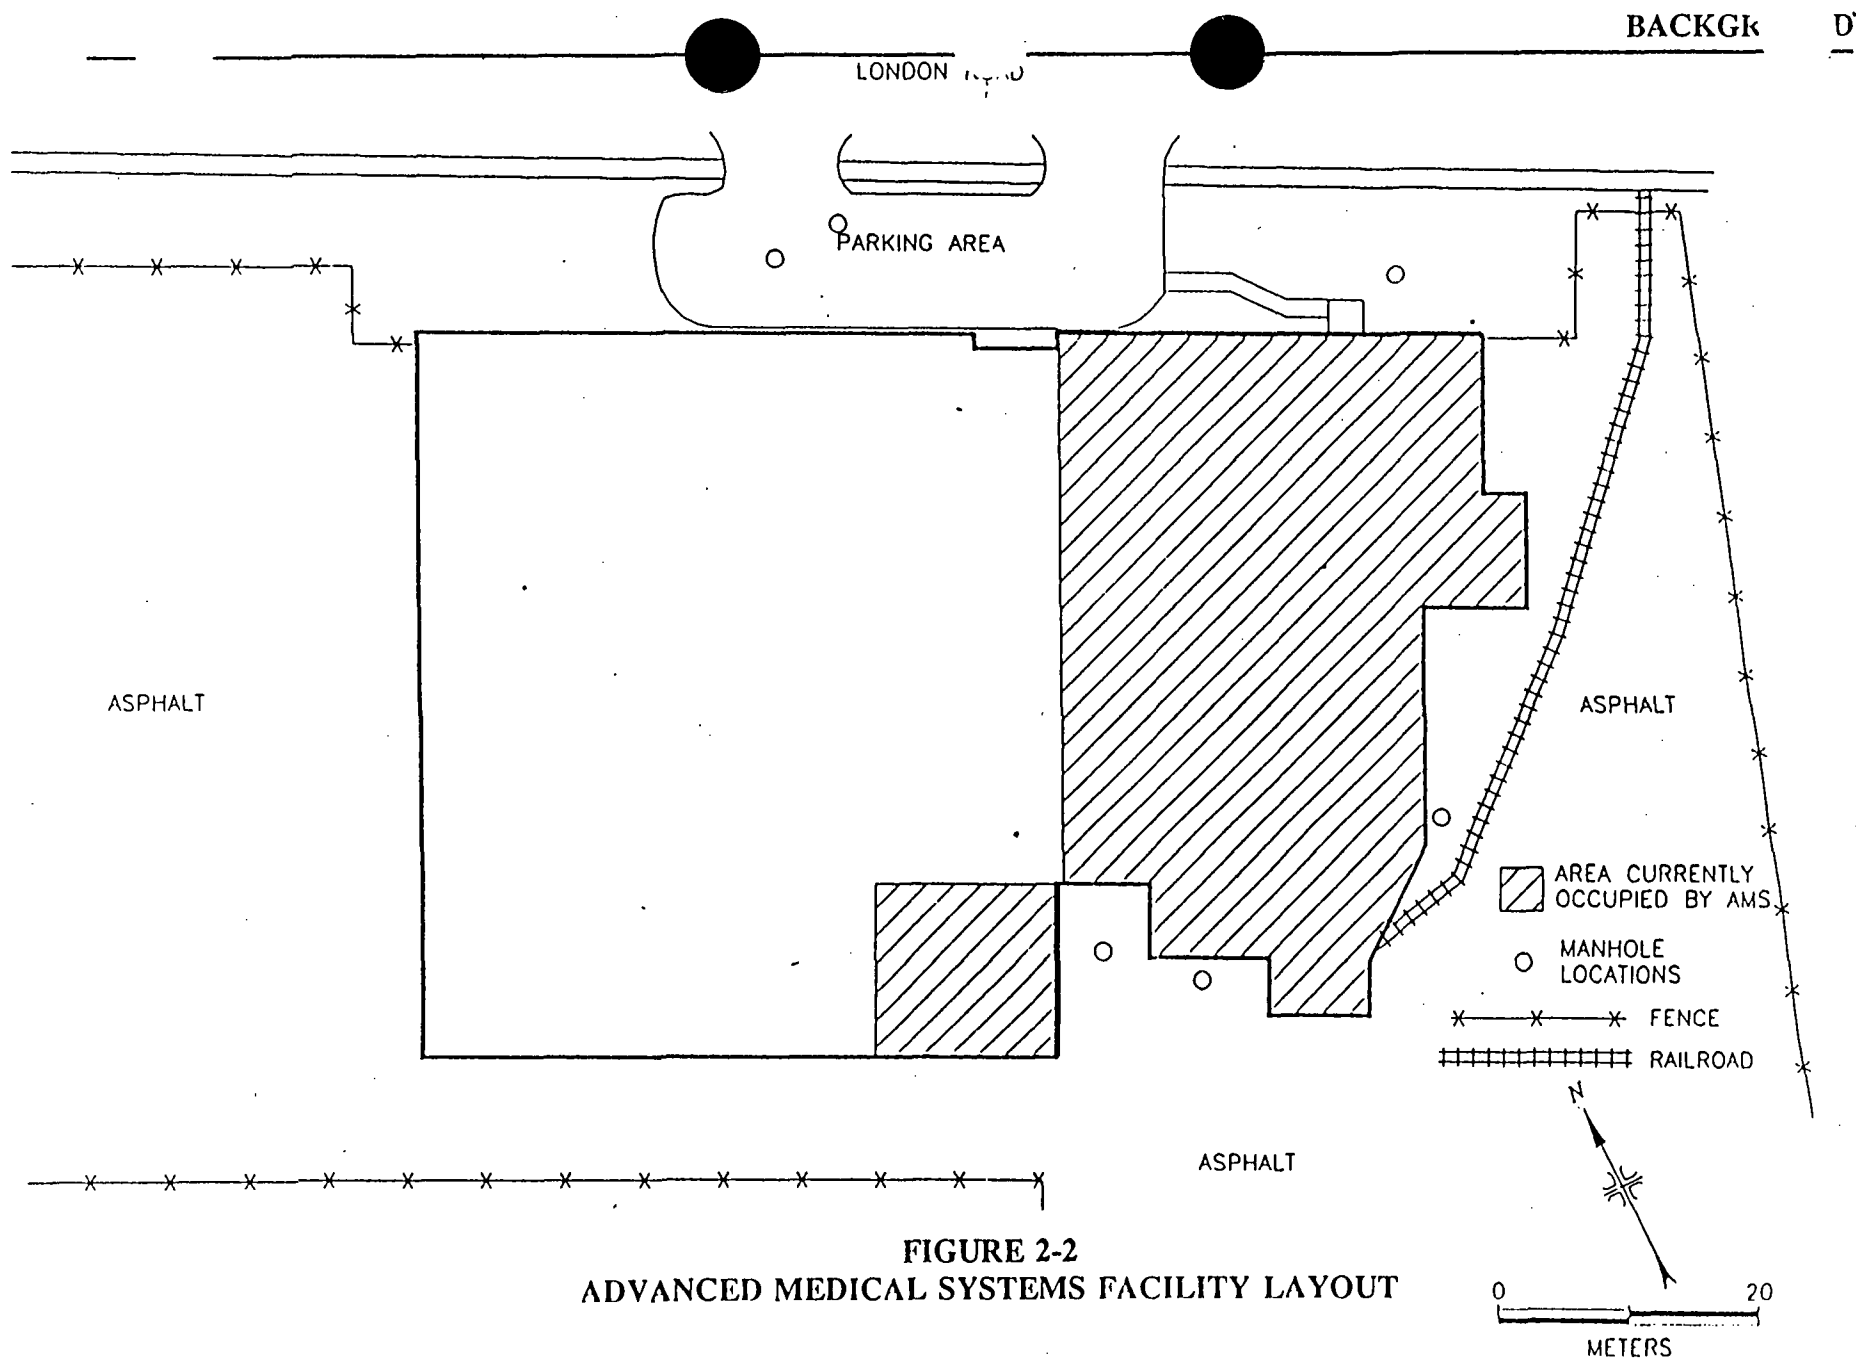 BACKGR
LONDON ROAD
PARKING AREA
ASPHALT
ASPHALT
AREA CURRENTLY
OCCUPIED BY AMS
MANHOLE
LOCATIONS
FENCE
RAILROAD
N
ASPHALT
FIGURE 2-2
ADVANCED MEDICAL SYSTEMS FACILITY LAYOUT
0 20
METERS